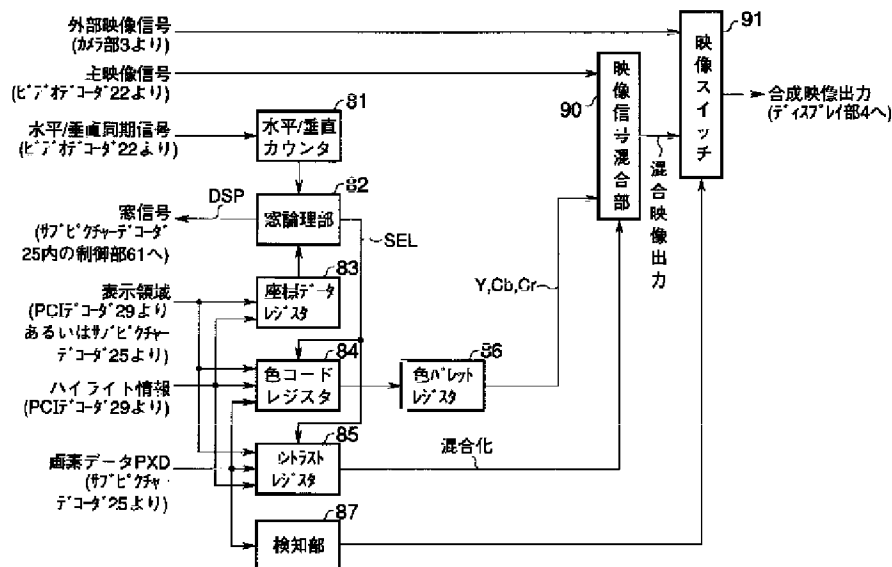 外部映像信号
(カメラ部3より)
主映像信号
(ビデオデコーダ22より)
水平/垂直同期信号
(ビデオデコーダ22より)
81
水平/垂直
カウンタ
82
窓論理部
DSP
窓信号
(サブピクチャーデコーダ
25内の制御部61へ)
SEL
83
座標データ
レジスタ
表示領域
(PCIデコーダ29より
あるいはサブピクチャー
デコーダ25より)
84
色コード
レジスタ
86
色パレット
レジスタ
Y,Cb,Cr
ハイライト情報
(PCIデコーダ29より)
85
コントラスト
レジスタ
混合化
画素データPXD
(サブピクチャー
デコーダ25より)
87
検知部
90
映像信号混合部
混合映像出力
91
映像スイッチ
合成映像出力
(ディスプレイ部4へ)